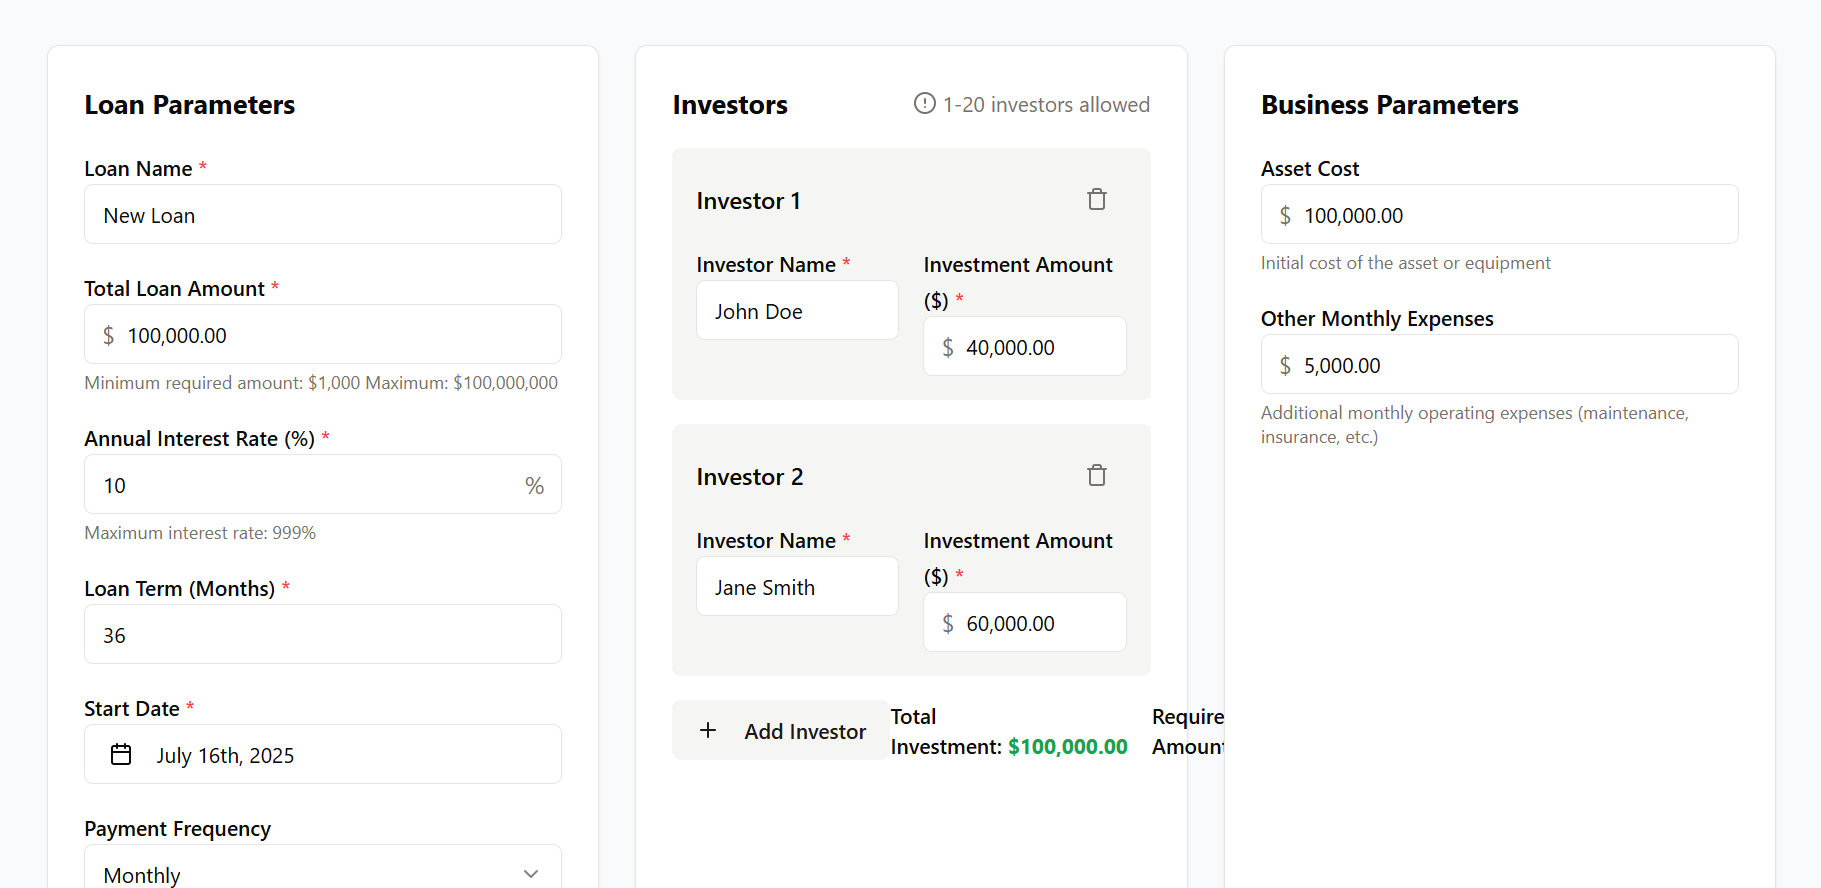 Loan Parameters
Loan Name *
New Loan
Total Loan Amount *
$ 100,000.00
Minimum required amount: $1,000 Maximum: $100,000,000
Annual Interest Rate (%) *
10 %
Maximum interest rate: 999%
Loan Term (Months) *
36
Start Date *
July 16th, 2025
Payment Frequency
Monthly
Investors
1-20 investors allowed
Investor 1
Investor Name *
John Doe
Investment Amount
($) *
$ 40,000.00
Investor 2
Investor Name *
Jane Smith
Investment Amount
($) *
$ 60,000.00
Add Investor
Total
Investment: $100,000.00
Require
Amoun
Business Parameters
Asset Cost
$ 100,000.00
Initial cost of the asset or equipment
Other Monthly Expenses
$ 5,000.00
Additional monthly operating expenses (maintenance,
insurance, etc.)